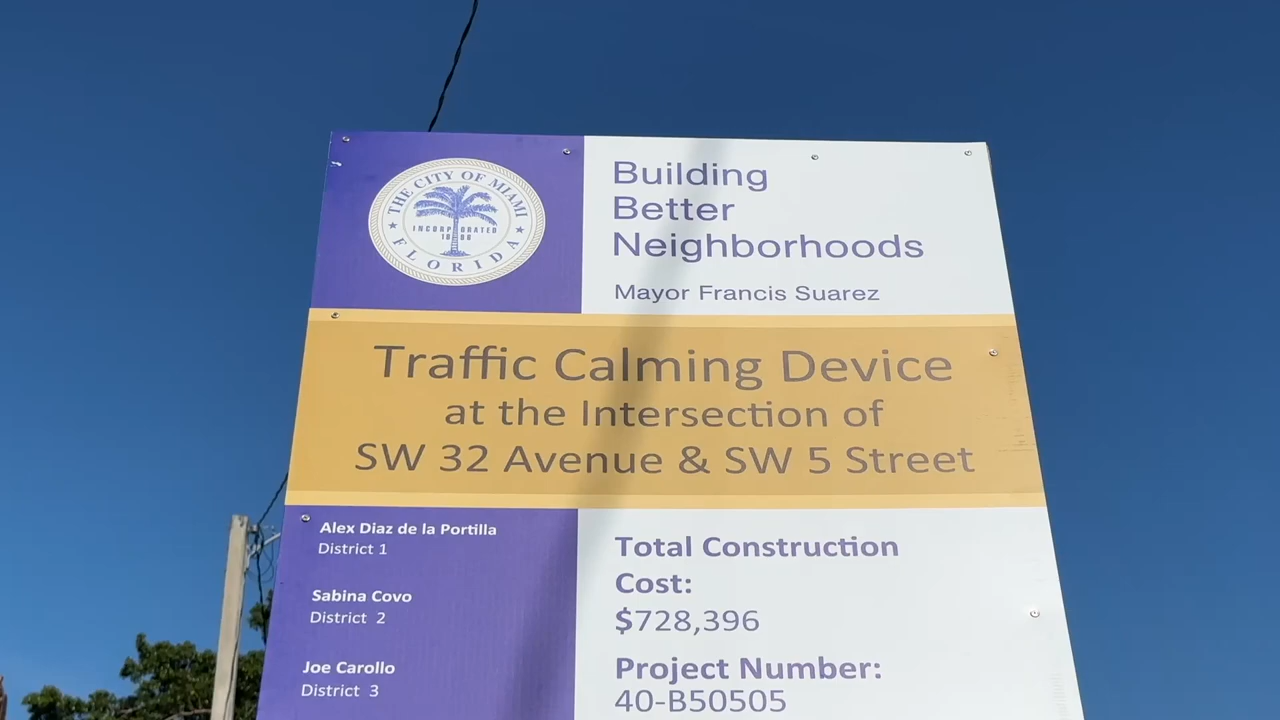 THE CITY OF MIAMI
INCORPORATED
18 96
FLORIDA
Building
Better
Neighborhoods
Mayor Francis Suarez
Traffic Calming Device
at the Intersection of
SW 32 Avenue & SW 5 Street
Alex Diaz de la Portilla
District 1
Sabina Covo
District 2
Joe Carollo
District 3
Total Construction
Cost:
$728,396
Project Number:
40-B50505